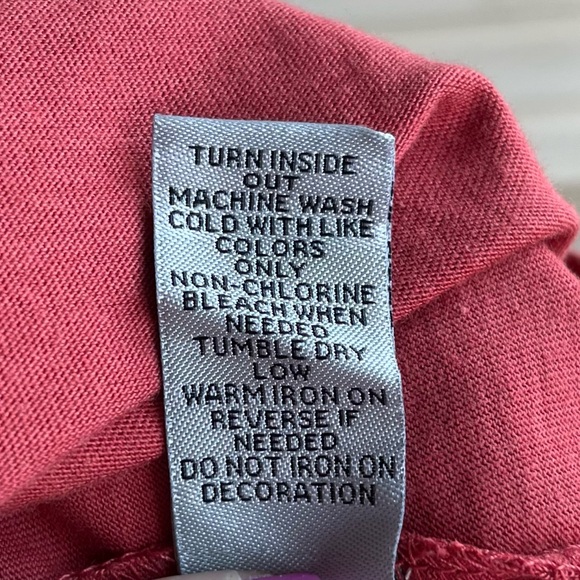 TURN INSIDE
OUT
MACHINE WASH
COLD WITH LIKE
COLORS
ONLY
NON-CHLORINE
BLEACH WHEN
NEEDED
TUMBLE DRY
LOW
WARM IRON ON
REVERSE IF
NEEDED
DO NOT IRON ON
DECORATION